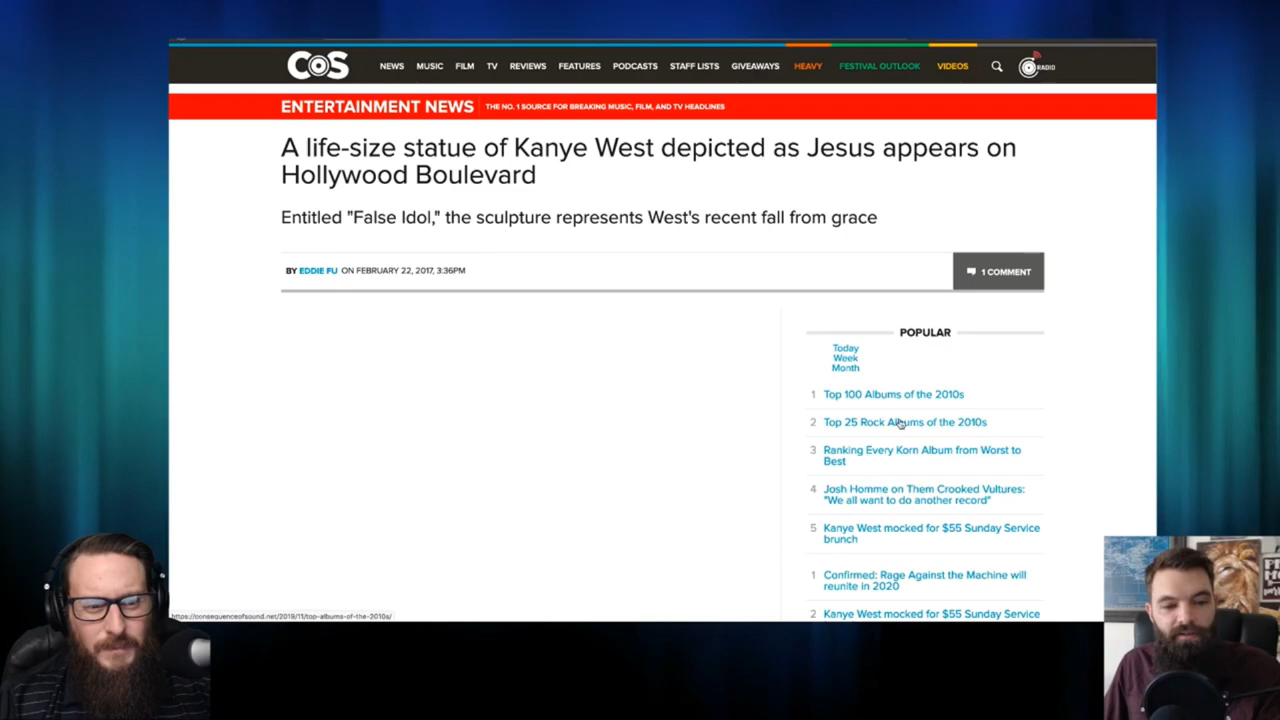 CoS
NEWS MUSIC FILM TV REVIEWS FEATURES PODCASTS STAFF LISTS GIVEAWAYS HEAVY FESTIVAL OUTLOOK VIDEOS RADIO
ENTERTAINMENT NEWS THE NO. 1 SOURCE FOR BREAKING MUSIC, FILM, AND TV HEADLINES
A life-size statue of Kanye West depicted as Jesus appears on
Hollywood Boulevard
Entitled "False Idol," the sculpture represents West's recent fall from grace
BY EDDIE FU ON FEBRUARY 22, 2017, 3:36PM
1 COMMENT
POPULAR
Today
Week
Month
1 Top 100 Albums of the 2010s
2 Top 25 Rock Albums of the 2010s
3 Ranking Every Korn Album from Worst to
Best
4 Josh Homme on Them Crooked Vultures:
"We all want to do another record"
5 Kanye West mocked for $55 Sunday Service
brunch
1 Confirmed: Rage Against the Machine will
reunite in 2020
2 Kanye West mocked for $55 Sunday Service
https://consequenceofsound.net/2019/11/top-albums-of-the-2010s/